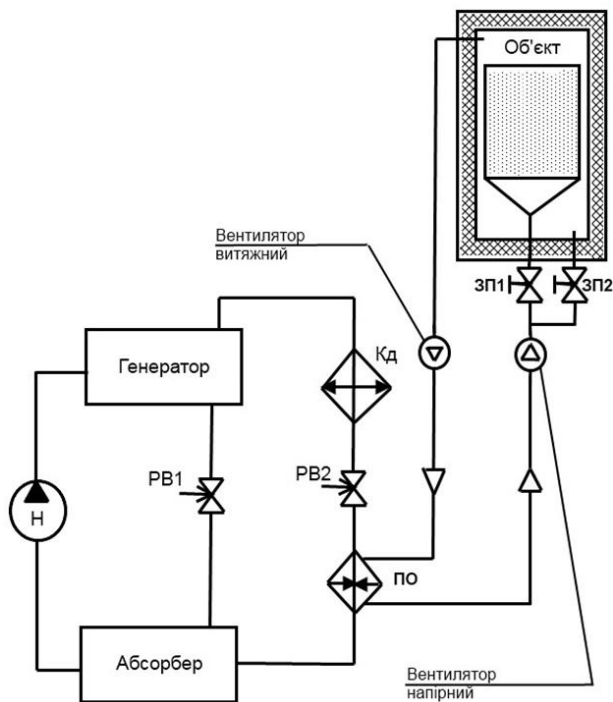 Об'єкт
Вентилятор
витяжний
ЗП1
ЗП2
Генератор
Кд
РВ1
РВ2
Н
ПО
Абсорбер
Вентилятор
напірний